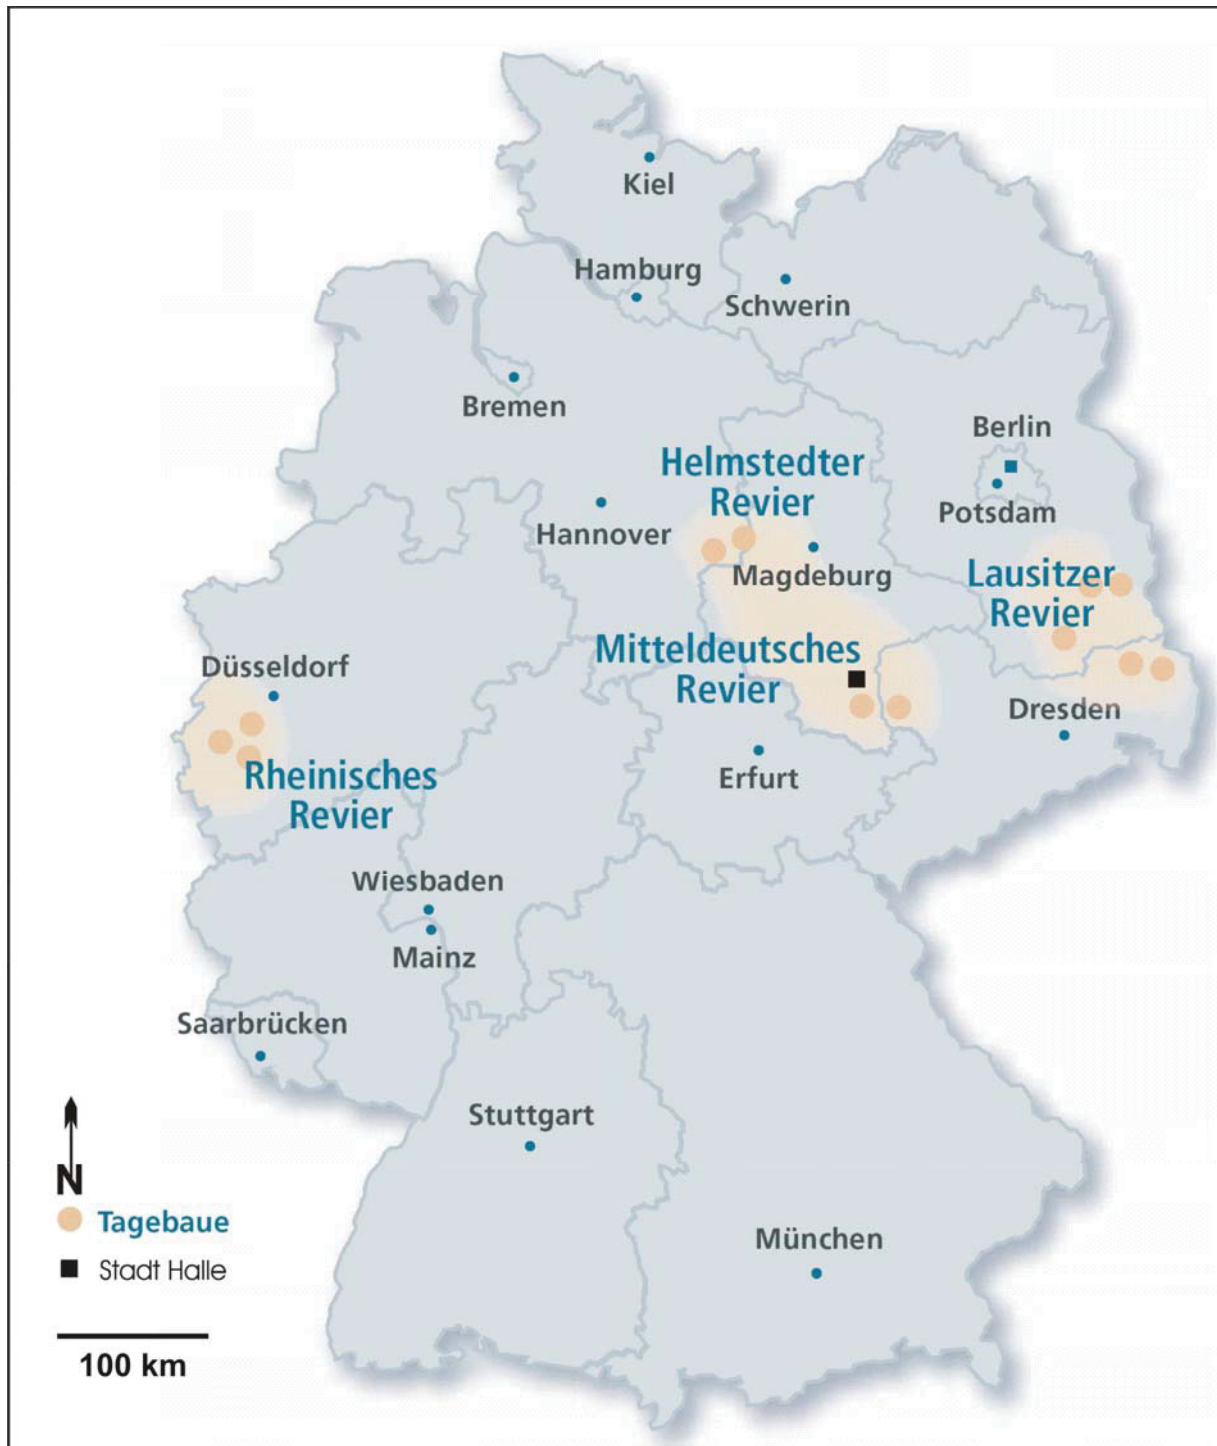 Kiel
Hamburg
Schwerin
Bremen
Berlin
Helmstedter
Revier
Potsdam
Hannover
Magdeburg
Lausitzer
Revier
Mitteldeutsches
Revier
Düsseldorf
Dresden
Rheinisches
Revier
Erfurt
Wiesbaden
Mainz
Saarbrücken
Stuttgart
München
N
Tagebaue
Stadt Halle
100 km